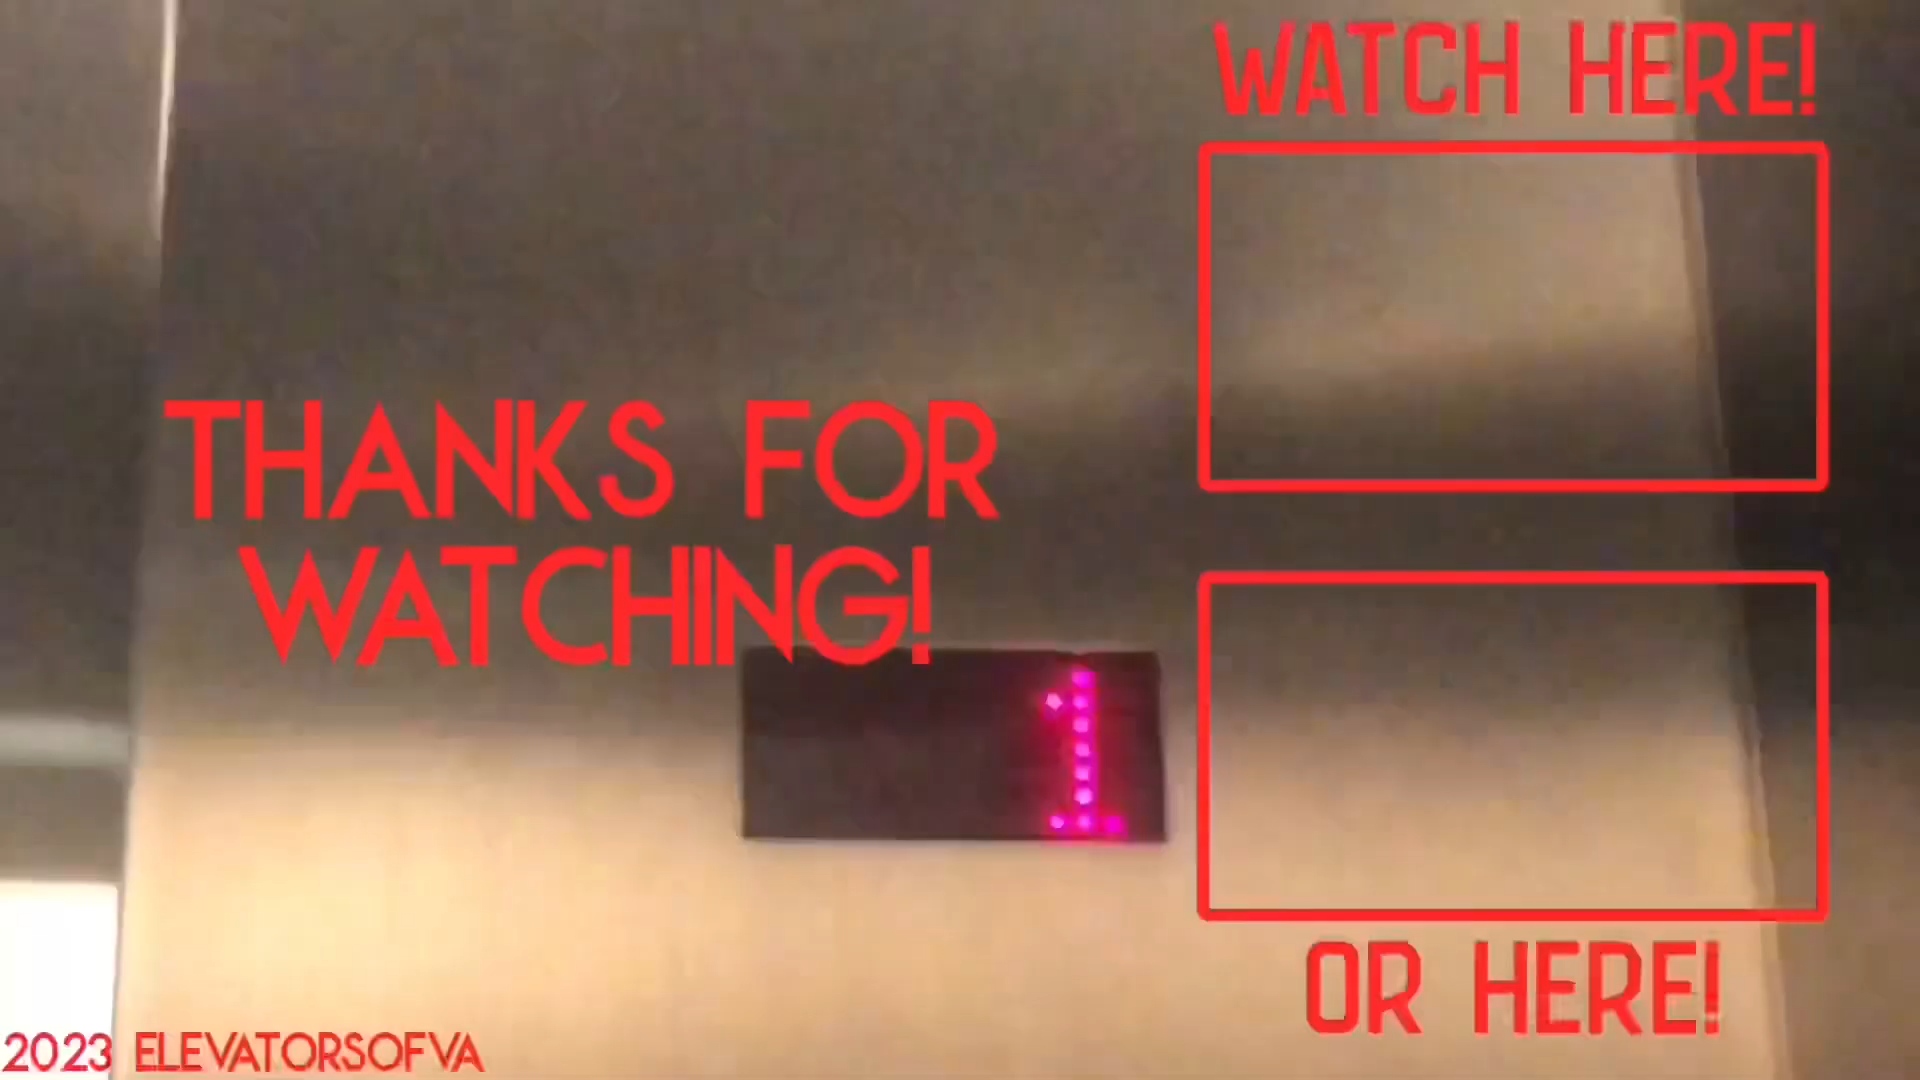 WATCH HERE!
THANKS FOR
WATCHING!
1
OR HERE!
2023 ELEVATORSOFVA